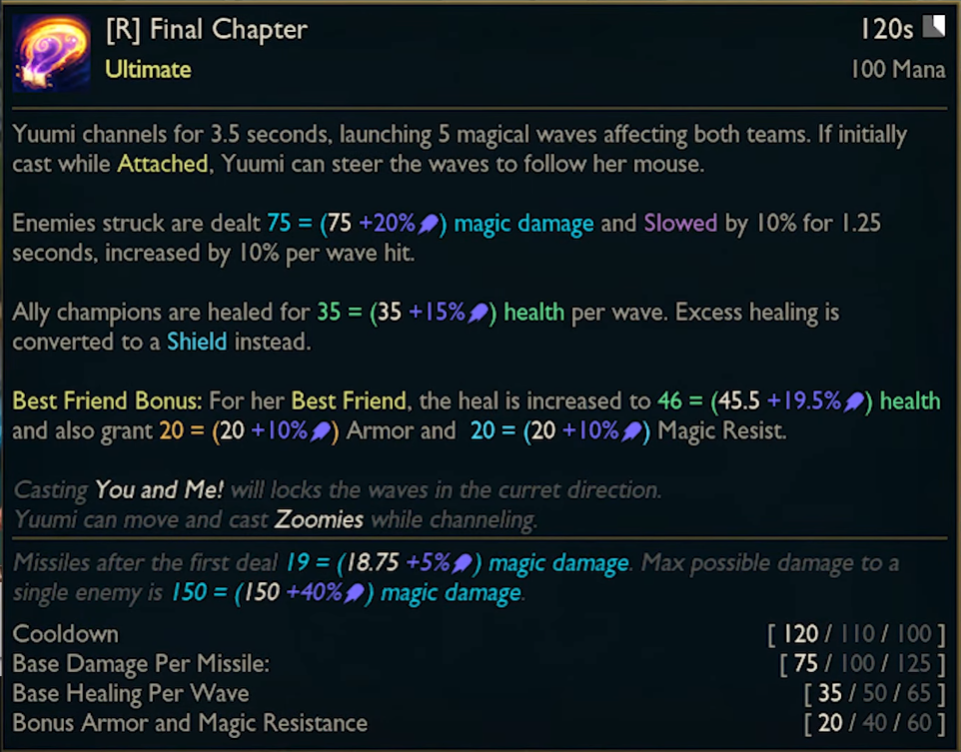 [R] Final Chapter
120s
Ultimate
100 Mana
Yuumi channels for 3.5 seconds, launching 5 magical waves affecting both teams. If initially
cast while Attached, Yuumi can steer the waves to follow her mouse.
Enemies struck are dealt 75 = (75 +20%) magic damage and Slowed by 10% for 1.25
seconds, increased by 10% per wave hit.
Ally champions are healed for 35 = (35 +15%) health per wave. Excess healing is
converted to a Shield instead.
Best Friend Bonus: For her Best Friend, the heal is increased to 46 = (45.5 +19.5%) health
and also grant 20 = (20 +10%) Armor and 20 = (20 +10%) Magic Resist.
Casting You and Me! will locks the waves in the curret direction.
Yuumi can move and cast Zoomies while channeling.
Missiles after the first deal 19 = (18.75 +5%) magic damage. Max possible damage to a
single enemy is 150 = (150 +40%) magic damage.
Cooldown [ 120 / 110 / 100 ]
Base Damage Per Missile: [ 75 / 100 / 125 ]
Base Healing Per Wave [ 35 / 50 / 65 ]
Bonus Armor and Magic Resistance [ 20 / 40 / 60 ]